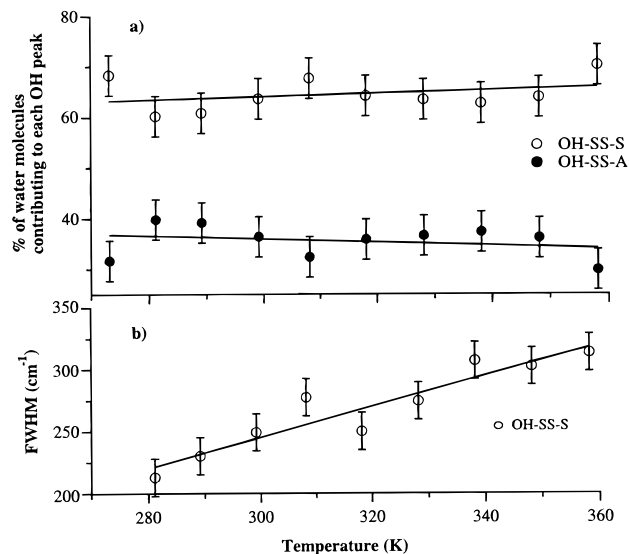 80
a)
60
OH-SS-S
OH-SS-A
40
% of water molecules
contributing to each OH peak
350
b)
300
FWHM (cm-1)
250
OH-SS-S
200
280
300
320
340
360
Temperature (K)